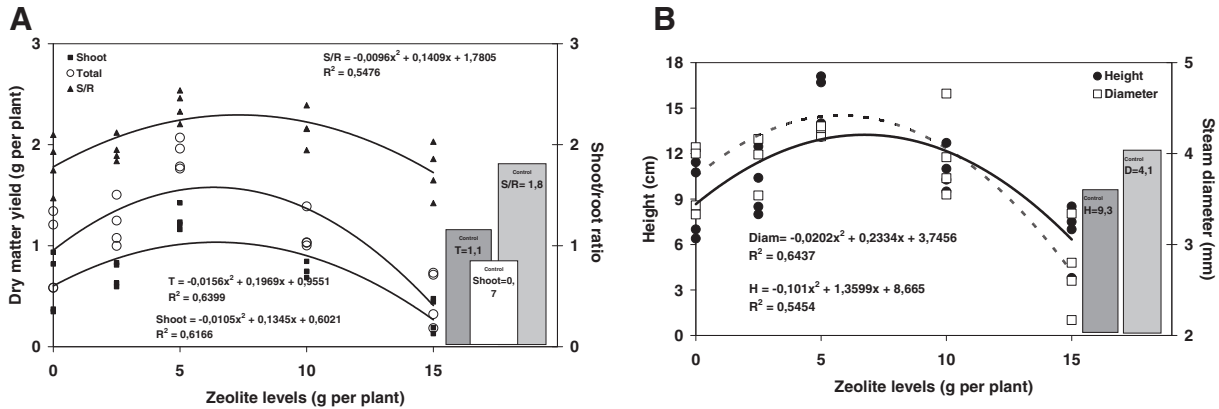 A
3
2
1
0
Dry matter yield (g per plant)
Shoot
Total
S/R
S/R = -0,0096x² + 0,1409x + 1,7805
R² = 0,5476
T = -0,0156x² + 0,1969x + 0,9551
R² = 0,6399
Shoot = -0,0105x² + 0,1345x + 0,6021
R² = 0,6166
Control
T=1,1
Control
Shoot=0,
7
Control
S/R= 1,8
3
2
1
0
Shoot/root ratio
0 5 10 15
Zeolite levels (g per plant)
B
18
15
12
9
6
3
0
Height (cm)
Height
Diameter
Diam= -0,0202x² + 0,2334x + 3,7456
R² = 0,6437
H = -0,101x² + 1,3599x + 8,665
R² = 0,5454
Control
H=9,3
Control
D=4,1
5
4
3
2
Steam diameter (mm)
0 5 10 15
Zeolite levels (g per plant)